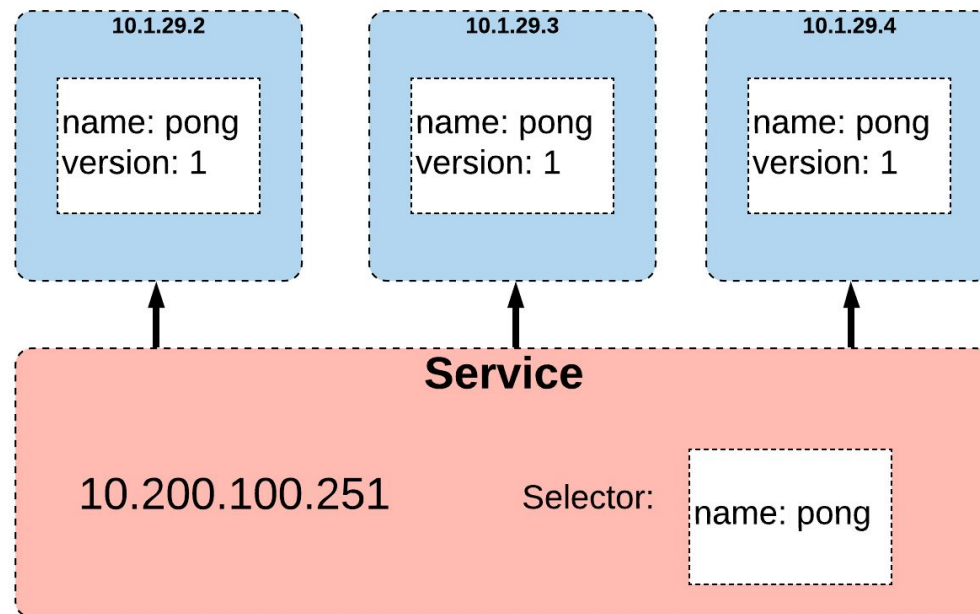 10.1.29.2
10.1.29.3
10.1.29.4
name: pong
version: 1
name: pong
version: 1
name: pong
version: 1
Service
10.200.100.251
Selector:
name: pong